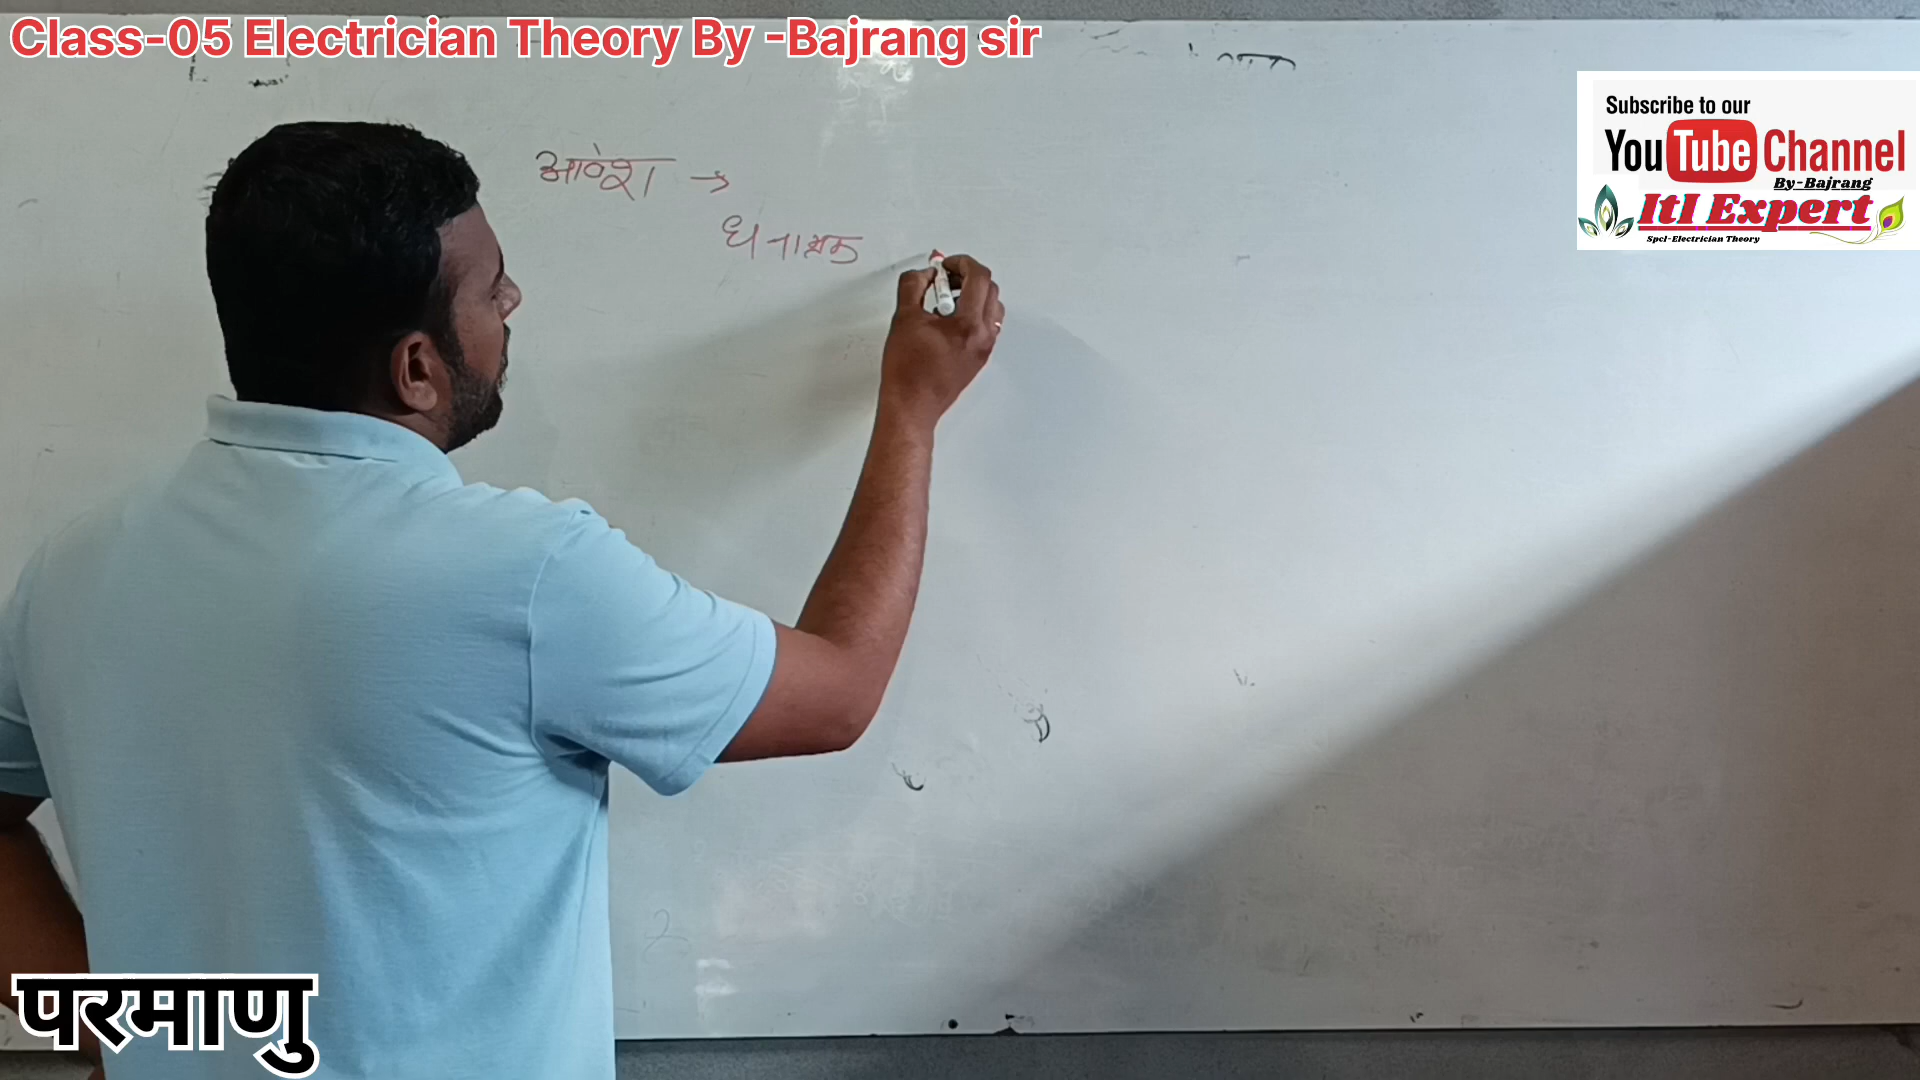 Class-05 Electrician Theory By -Bajrang sir
Subscribe to our
YouTube Channel
By-Bajrang
ItI Expert
Spcl-Electrician Theory
आवेश →
धनात्मक
परमाणु